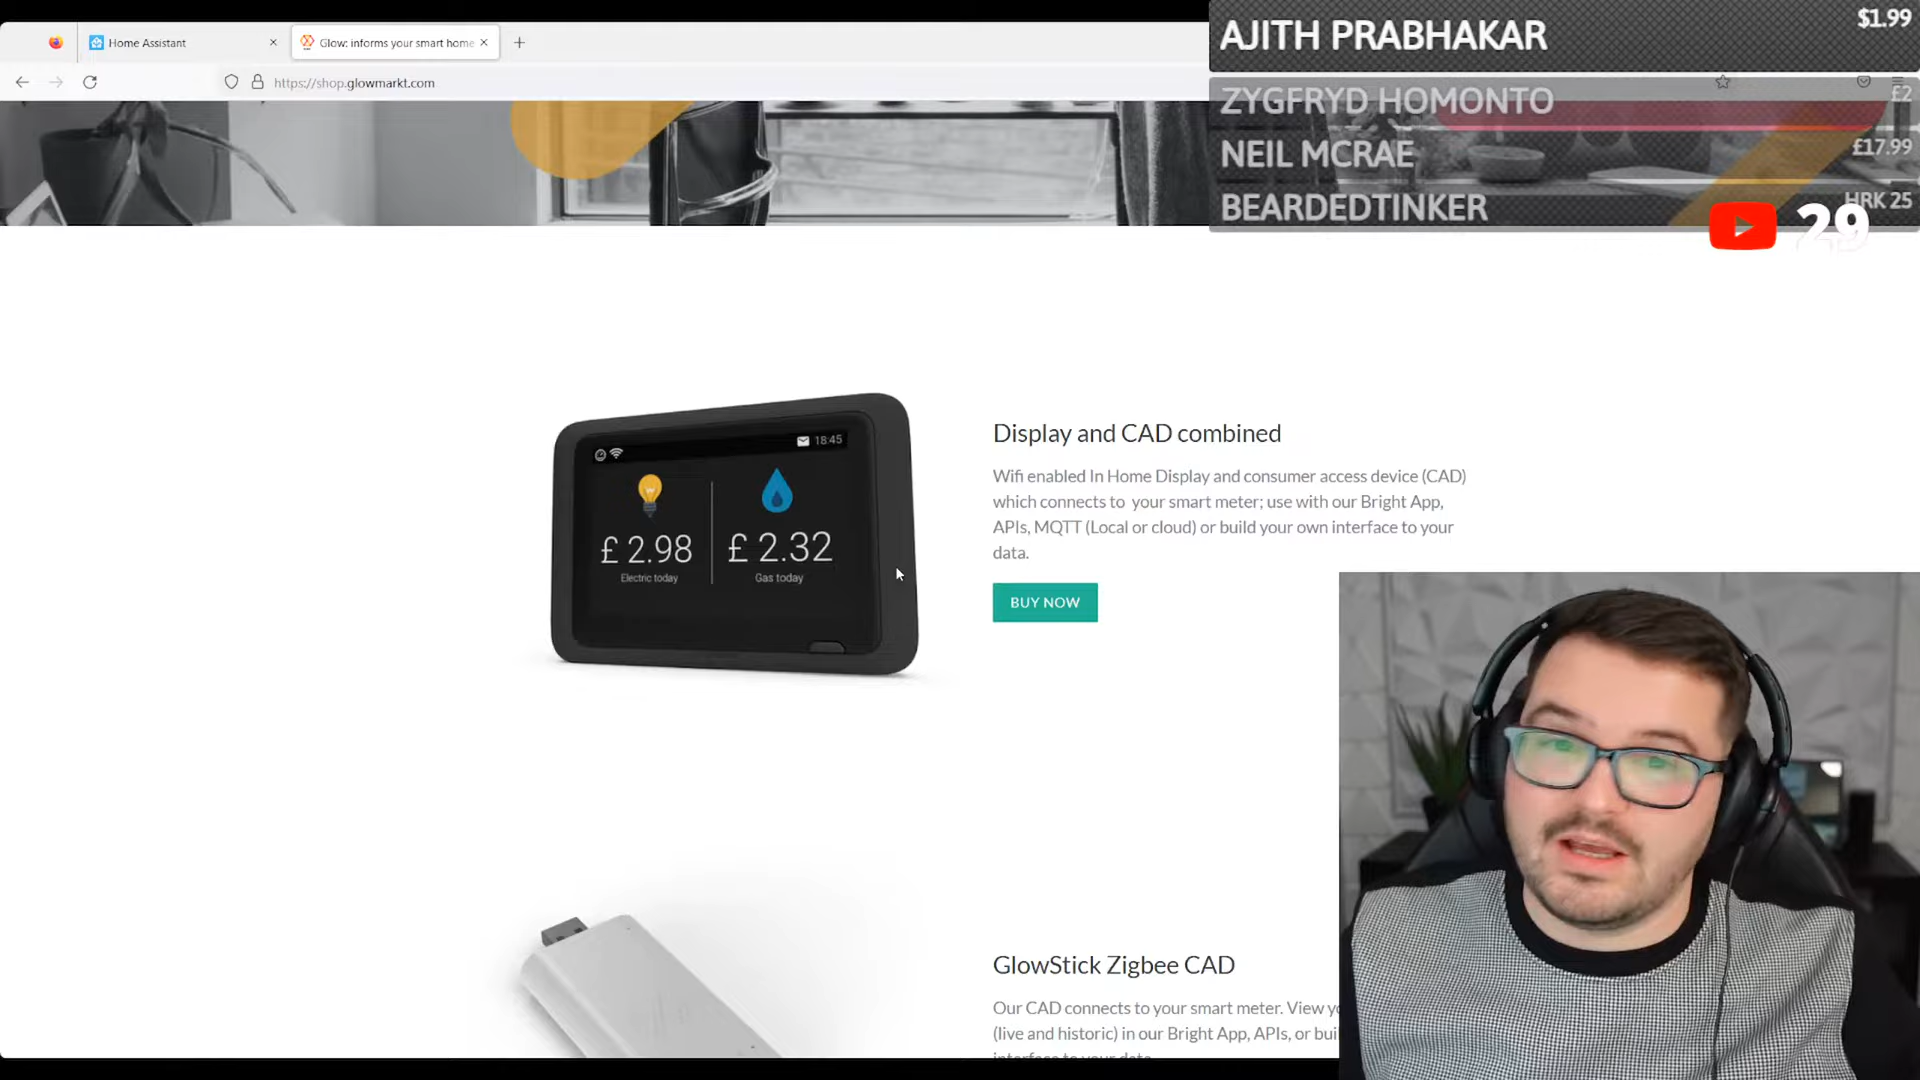 Home Assistant
Glow: informs your smart home
https://shop.glowmarkt.com
AJITH PRABHAKAR
$1.99
ZYGFRYD HOMONTO
£2
NEIL MCRAE
£17.99
BEARDEDTINKER
HRK 25
29
18:45
£ 2.98
£ 2.32
Electric today
Gas today
Display and CAD combined
Wifi enabled In Home Display and consumer access device (CAD)
which connects to your smart meter; use with our Bright App,
APIs, MQTT (Local or cloud) or build your own interface to your
data.
BUY NOW
GlowStick Zigbee CAD
Our CAD connects to your smart meter. View
(live and historic) in our Bright App, APIs, or
interface to your data.